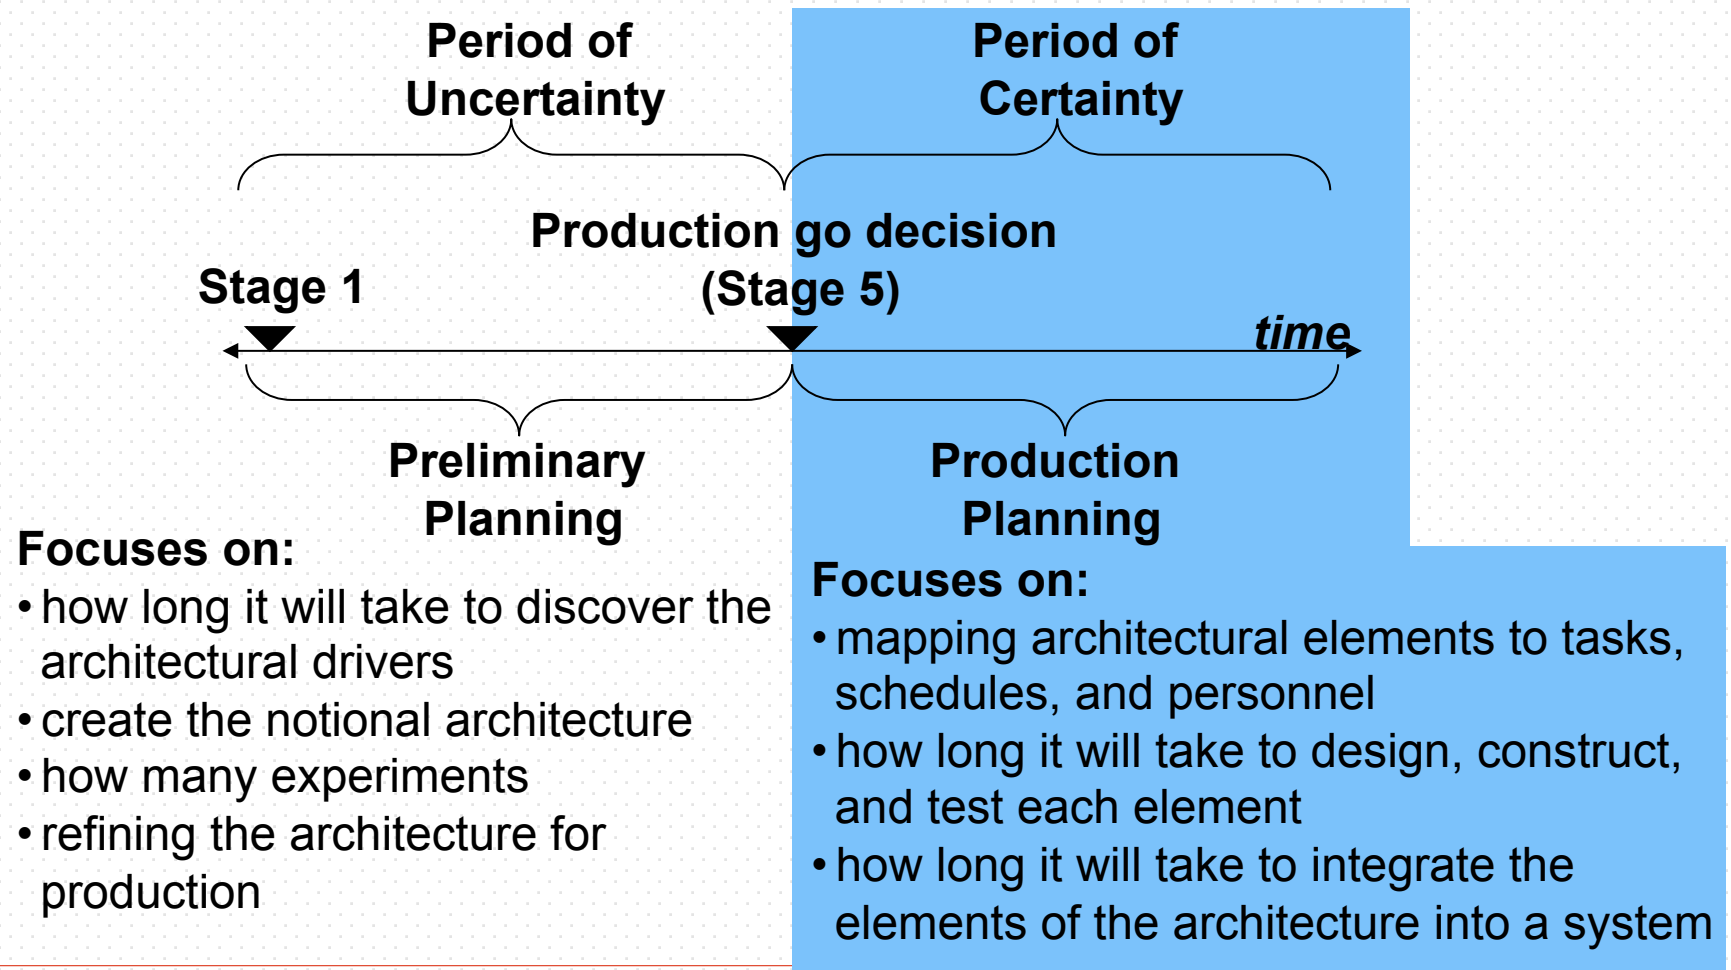 Period of
Uncertainty
Period of
Certainty
Production go decision
(Stage 5)
Stage 1
time
Preliminary
Planning
Production
Planning
Focuses on:
• how long it will take to discover the
architectural drivers
• create the notional architecture
• how many experiments
• refining the architecture for
production
Focuses on:
• mapping architectural elements to tasks,
schedules, and personnel
• how long it will take to design, construct,
and test each element
• how long it will take to integrate the
elements of the architecture into a system